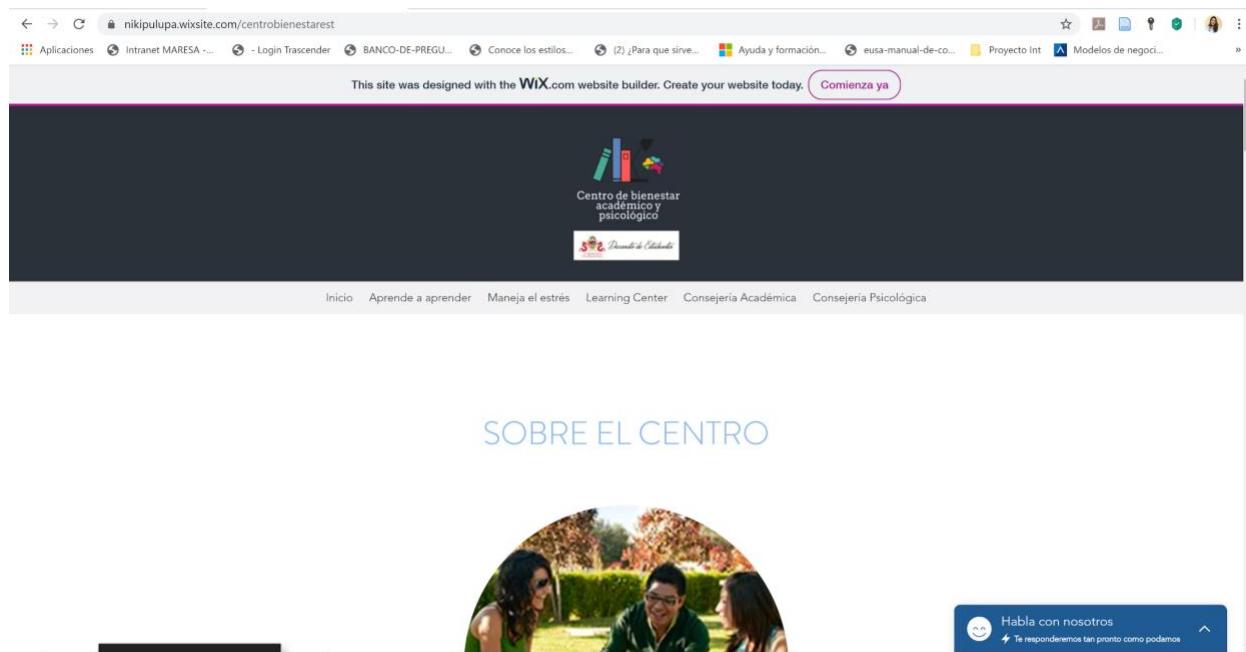 nikipulupa.wixsite.com/centrobienestarest
Aplicaciones Intranet MARESA -... - Login Trascender BANCO-DE-PREGU... Conoce los estilos... (2) ¿Para que sirve... Ayuda y formación... eusa-manual-de-co... Proyecto Int Modelos de negoci... »
This site was designed with the WiX.com website builder. Create your website today. Comienza ya
Centro de bienestar
académico y
psicológico
Decanato de Estudiantes
Inicio Aprende a aprender Maneja el estrés Learning Center Consejería Académica Consejería Psicológica
SOBRE EL CENTRO
Habla con nosotros
Te responderemos tan pronto como podamos